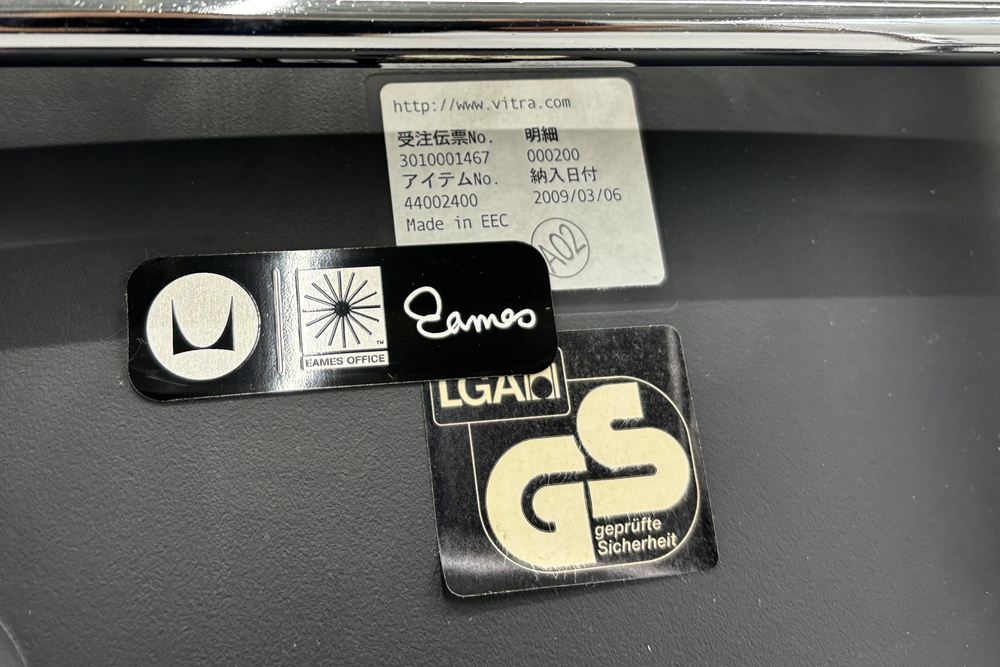 http://www.vitra.com
受注伝票No. 明細
3010001467 000200
アイテムNo. 納入日付
44002400 2009/03/06
Made in EEC
A02
EAMES OFFICE
TM
Eames
LGA
GS
geprüfte
Sicherheit